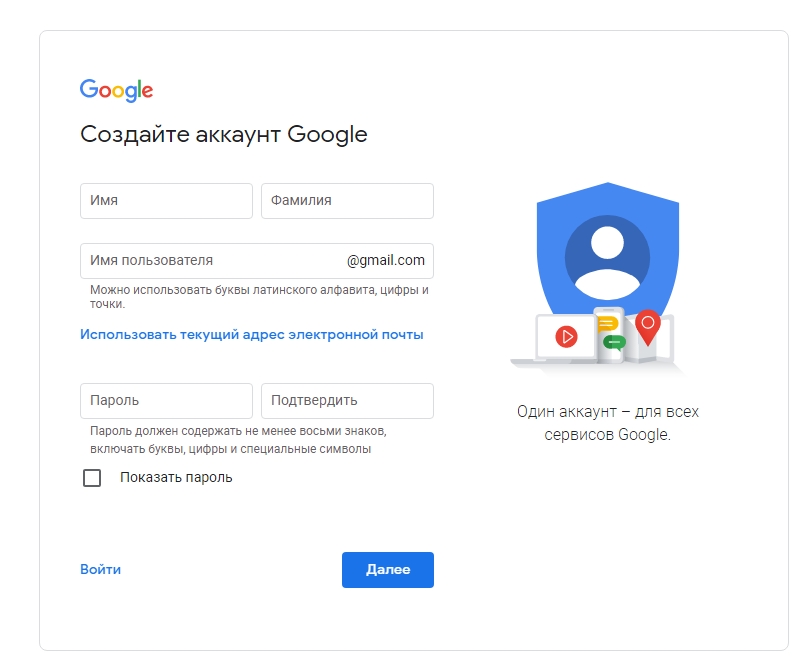 Google
Создайте аккаунт Google
Имя
Фамилия
Имя пользователя @gmail.com
Можно использовать буквы латинского алфавита, цифры и
точки.
Использовать текущий адрес электронной почты
Пароль
Подтвердить
Пароль должен содержать не менее восьми знаков,
включать буквы, цифры и специальные символы
Показать пароль
Войти
Далее
Один аккаунт – для всех
сервисов Google.